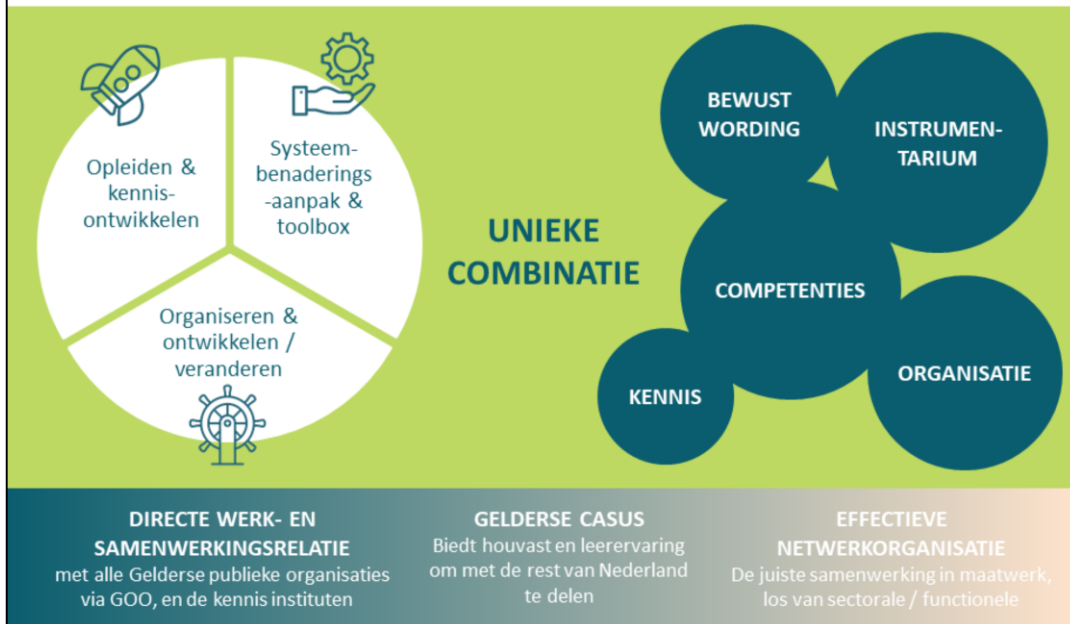 Opleiden &
kennis-
ontwikkelen
Systeem-
benaderings
-aanpak &
toolbox
Organiseren &
ontwikkelen /
veranderen
UNIEKE
COMBINATIE
BEWUST
WORDING
INSTRUMEN-
TARIUM
COMPETENTIES
KENNIS
ORGANISATIE
DIRECTE WERK- EN
SAMENWERKINGSRELATIE
met alle Gelderse publieke organisaties
via GOO, en de kennis instituten
GELDERSE CASUS
Biedt houvast en leerervaring
om met de rest van Nederland
te delen
EFFECTIEVE
NETWERKORGANISATIE
De juiste samenwerking in maatwerk,
los van sectorale / functionele